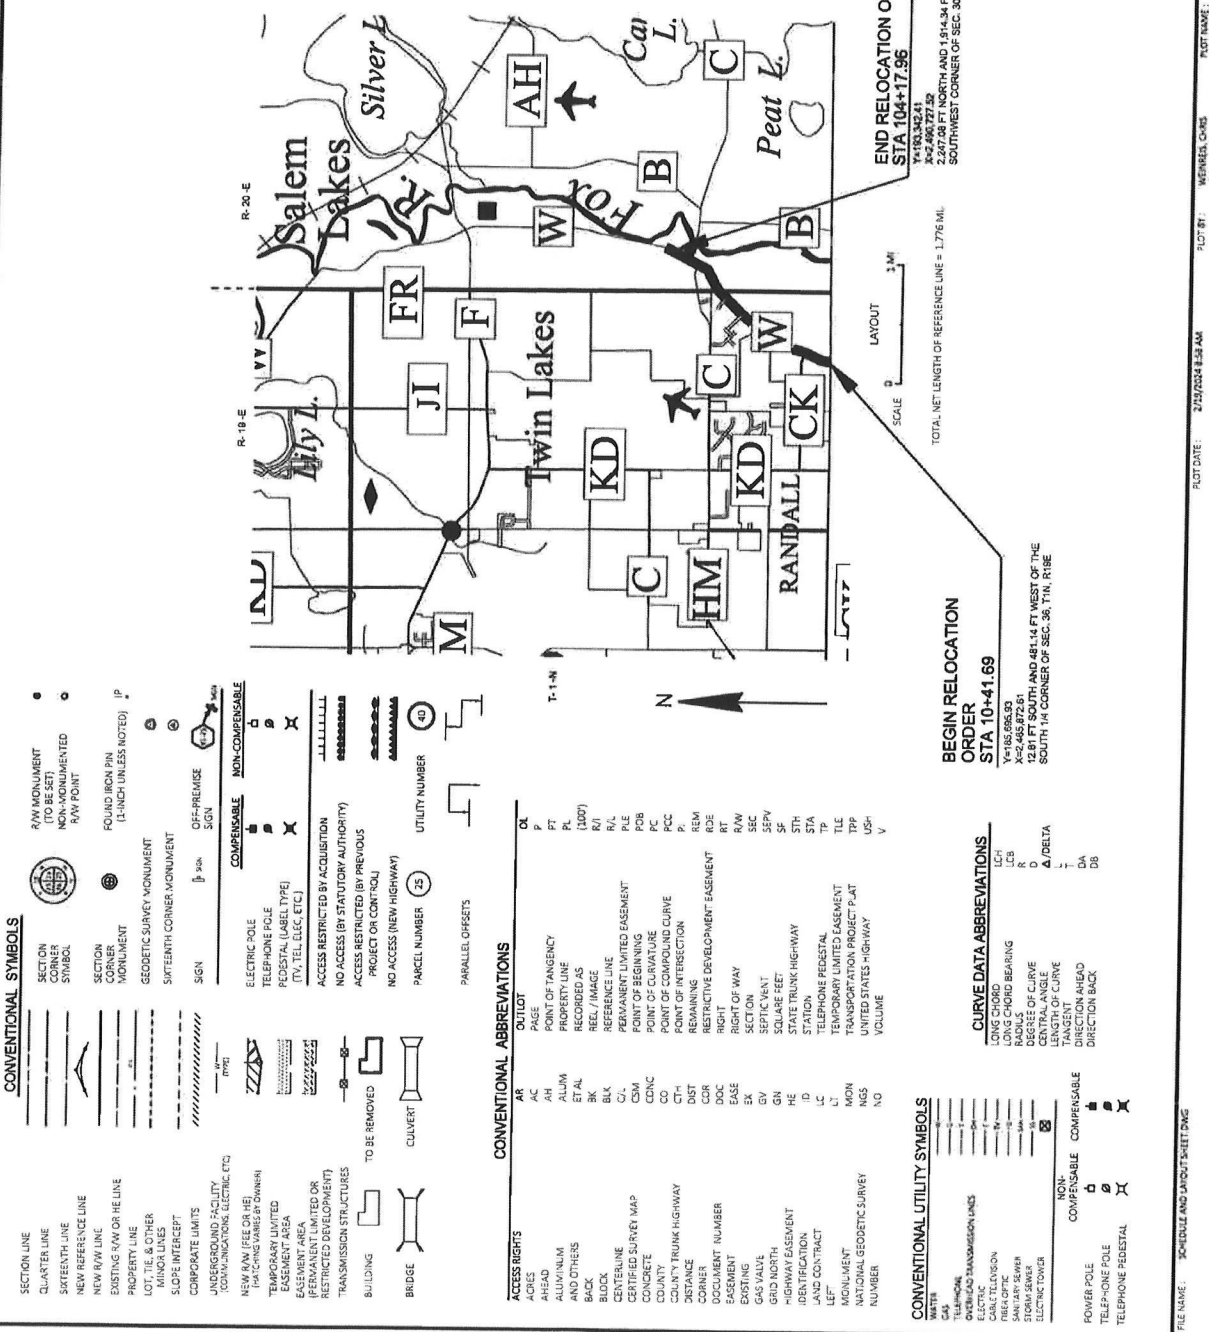 CONVENTIONAL SYMBOLS
SECTION LINE
QUARTER LINE
SIXTEENTH LINE
NEW REFERENCE LINE
NEW R/W LINE
EXISTING R/W OR HE LINE
PROPERTY LINE
LOT, TIE, & OTHER
MINOR LINES
SLOPE INTERCEPT
CORPORATE LIMITS
UNDERGROUND FACILITY
(COMMUNICATIONS, ELECTRIC, ETC)
NEW R/W (FEE OR HE)
(HATCHING VARIES BY OWNER)
TEMPORARY LIMITED
EASEMENT AREA
EASEMENT AREA
(PERMANENT LIMITED OR
RESTRICTED DEVELOPMENT)
TRANSMISSION STRUCTURES
BUILDING
TO BE REMOVED
BRIDGE
CULVERT
SECTION
CORNER
SYMBOL
SECTION
CORNER
MONUMENT
GEODETIC SURVEY MONUMENT
SIXTEENTH CORNER MONUMENT
SIGN
SIGN
OFF-PREMISE
SIGN
R/W MONUMENT
(TO BE SET)
NON-MONUMENTED
R/W POINT
FOUND IRON PIN
(1-INCH UNLESS NOTED)
IP
COMPENSABLE
NON-COMPENSABLE
ELECTRIC POLE
TELEPHONE POLE
PEDESTAL (LABEL TYPE)
(TV, TEL, ELEC, ETC.)
ACCESS RESTRICTED BY ACQUISITION
NO ACCESS (BY STATUTORY AUTHORITY)
ACCESS RESTRICTED (BY PREVIOUS
PROJECT OR CONTROL)
NO ACCESS (NEW HIGHWAY)
PARCEL NUMBER 25
UTILITY NUMBER 40
PARALLEL OFFSETS
CONVENTIONAL ABBREVIATIONS
ACCESS RIGHTS AR
ACRES AC
AHEAD AH
ALUMINUM ALUM
AND OTHERS ET AL
BACK BK
BLOCK BLK
CENTERLINE C/L
CERTIFIED SURVEY MAP CSM
CONCRETE CONC
COUNTY CO
COUNTY TRUNK HIGHWAY CTH
DISTANCE DIST
CORNER COR
DOCUMENT NUMBER DOC
EASEMENT EASE
EXISTING EX
GAS VALVE GV
GRID NORTH GN
HIGHWAY EASEMENT HE
IDENTIFICATION ID
LAND CONTRACT LC
LEFT LT
MONUMENT MON
NATIONAL GEODETIC SURVEY NGS
NUMBER NO
OUTLOT OL
PAGE P
POINT OF TANGENCY PT
PROPERTY LINE PL
RECORDED AS (100')
REEL / IMAGE R/I
REFERENCE LINE R/L
PERMANENT LIMITED EASEMENT PLE
POINT OF BEGINNING POB
POINT OF CURVATURE PC
POINT OF COMPOUND CURVE PCC
POINT OF INTERSECTION
REMAINING REM
RESTRICTIVE DEVELOPMENT EASEMENT RDE
RIGHT RT
RIGHT OF WAY R/W
SECTION SEC
SEPTIC VENT SEPV
SQUARE FEET SF
STATE TRUNK HIGHWAY STH
STATION STA
TELEPHONE PEDESTAL TP
TEMPORARY LIMITED EASEMENT TLE
TRANSPORTATION PROJECT PLAT TPP
UNITED STATES HIGHWAY USH
VOLUME V
CONVENTIONAL UTILITY SYMBOLS
WATER
GAS
TELEPHONE
OVERHEAD TRANSMISSION LINES
ELECTRIC
CABLE TELEVISION
FIBER OPTIC
SANITARY SEWER
STORM SEWER
ELECTRIC TOWER
NON-
COMPENSABLE
COMPENSABLE
POWER POLE
TELEPHONE POLE
TELEPHONE PEDESTAL
CURVE DATA ABBREVIATIONS
LONG CHORD LCH
LONG CHORD BEARING LCB
RADIUS R
DEGREE OF CURVE D
CENTRAL ANGLE Δ/DELTA
LENGTH OF CURVE L
TANGENT T
DIRECTION AHEAD DA
DIRECTION BACK DB
R-19-E
R-20-E
T-1-N
N
KD
Lily L.
W
Salem
Lakes
Silver L
JI
FR
R.
M
F
AH
Twin Lakes
W
Fox
Cam
L.
KD
C
B
C
HM
KD
C
W
Peat L.
RANDALL
CK
B
BEGIN RELOCATION
ORDER
STA 10+41.69
Y=185,695.93
X=2,485,872.61
12.81 FT SOUTH AND 481.14 FT WEST OF THE
SOUTH 1/4 CORNER OF SEC. 36, T1N, R19E
END RELOCATION O
STA 104+17.96
Y=193,342.41
X=2,490,727.52
2,247.08 FT NORTH AND 1,914.34 F
SOUTHWEST CORNER OF SEC. 30
LAYOUT
SCALE 0 1 MI
TOTAL NET LENGTH OF REFERENCE LINE = 1.776 MI.
FILE NAME : SCHEDULE AND LAYOUT SHEET.DWG
PLOT DATE : 2/19/2024 8:58 AM
PLOT BY : WEINREIS, CHRIS
PLOT NAME :